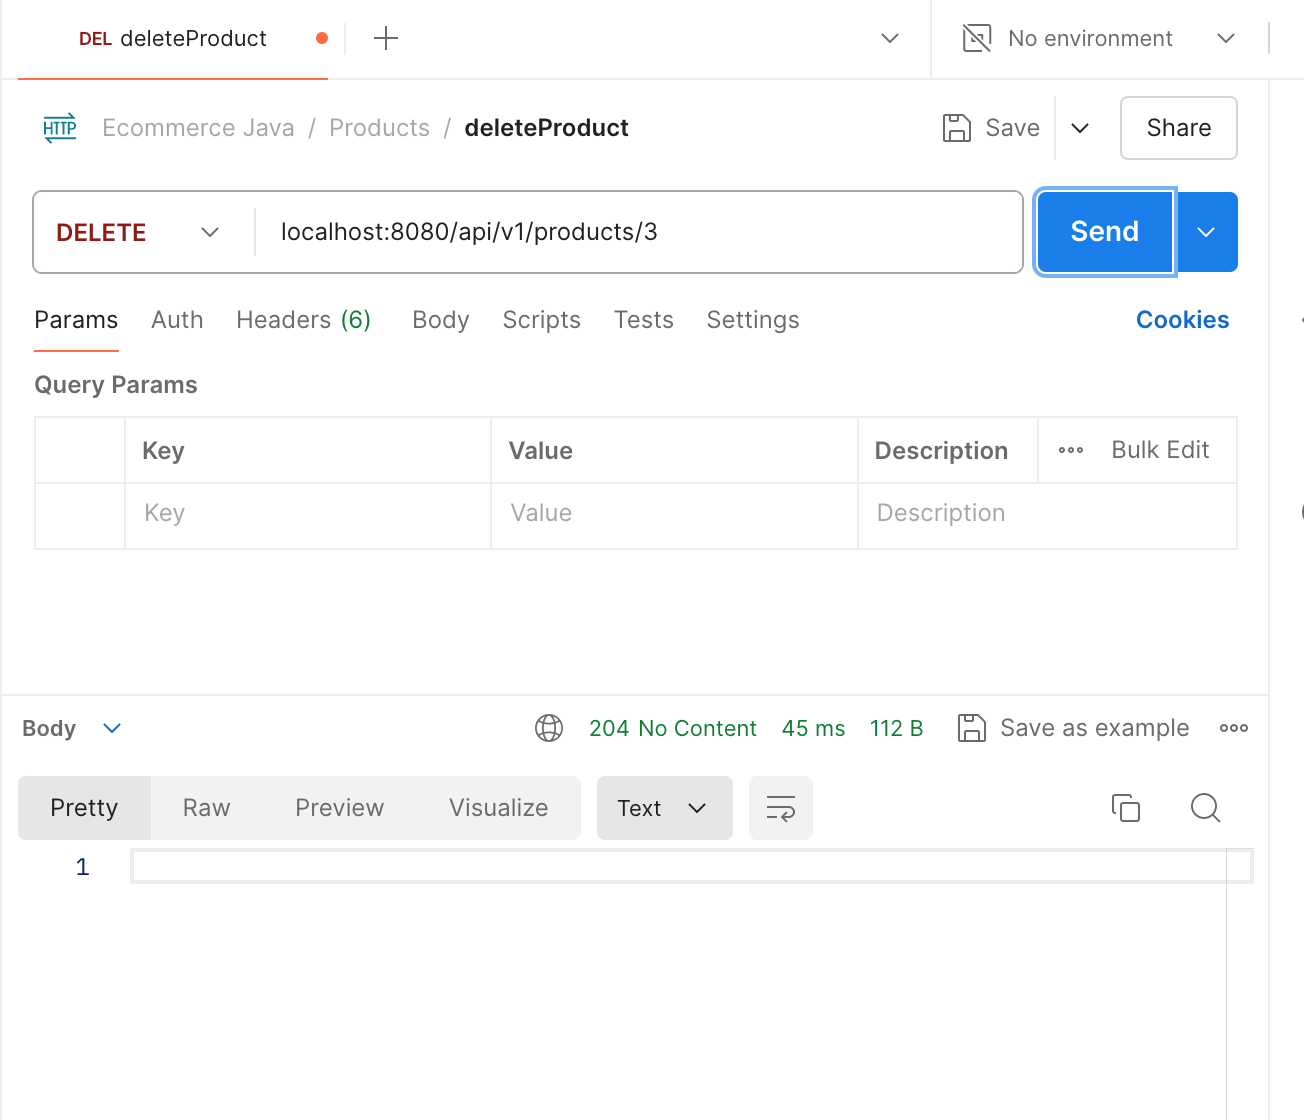 DEL deleteProduct
No environment
HTTP Ecommerce Java / Products / deleteProduct
Save
Share
DELETE localhost:8080/api/v1/products/3
Send
Params Auth Headers (6) Body Scripts Tests Settings Cookies
Query Params
Key Value Description Bulk Edit
Key Value Description
Body 204 No Content 45 ms 112 B Save as example
Pretty Raw Preview Visualize Text
1